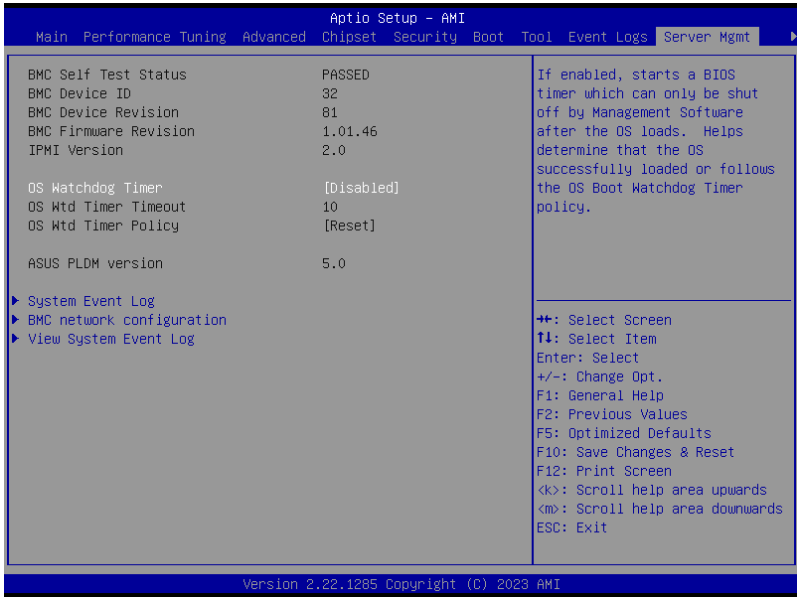 Aptio Setup - AMI
Main Performance Tuning Advanced Chipset Security Boot Tool Event Logs Server Mgmt
BMC Self Test Status PASSED
BMC Device ID 32
BMC Device Revision 81
BMC Firmware Revision 1.01.46
IPMI Version 2.0
OS Watchdog Timer [Disabled]
OS Wtd Timer Timeout 10
OS Wtd Timer Policy [Reset]
ASUS PLDM version 5.0
System Event Log
BMC network configuration
View System Event Log
If enabled, starts a BIOS
timer which can only be shut
off by Management Software
after the OS loads. Helps
determine that the OS
successfully loaded or follows
the OS Boot Watchdog Timer
policy.
→←: Select Screen
↑↓: Select Item
Enter: Select
+/-: Change Opt.
F1: General Help
F2: Previous Values
F5: Optimized Defaults
F10: Save Changes & Reset
F12: Print Screen
<k>: Scroll help area upwards
<m>: Scroll help area downwards
ESC: Exit
Version 2.22.1285 Copyright (C) 2023 AMI